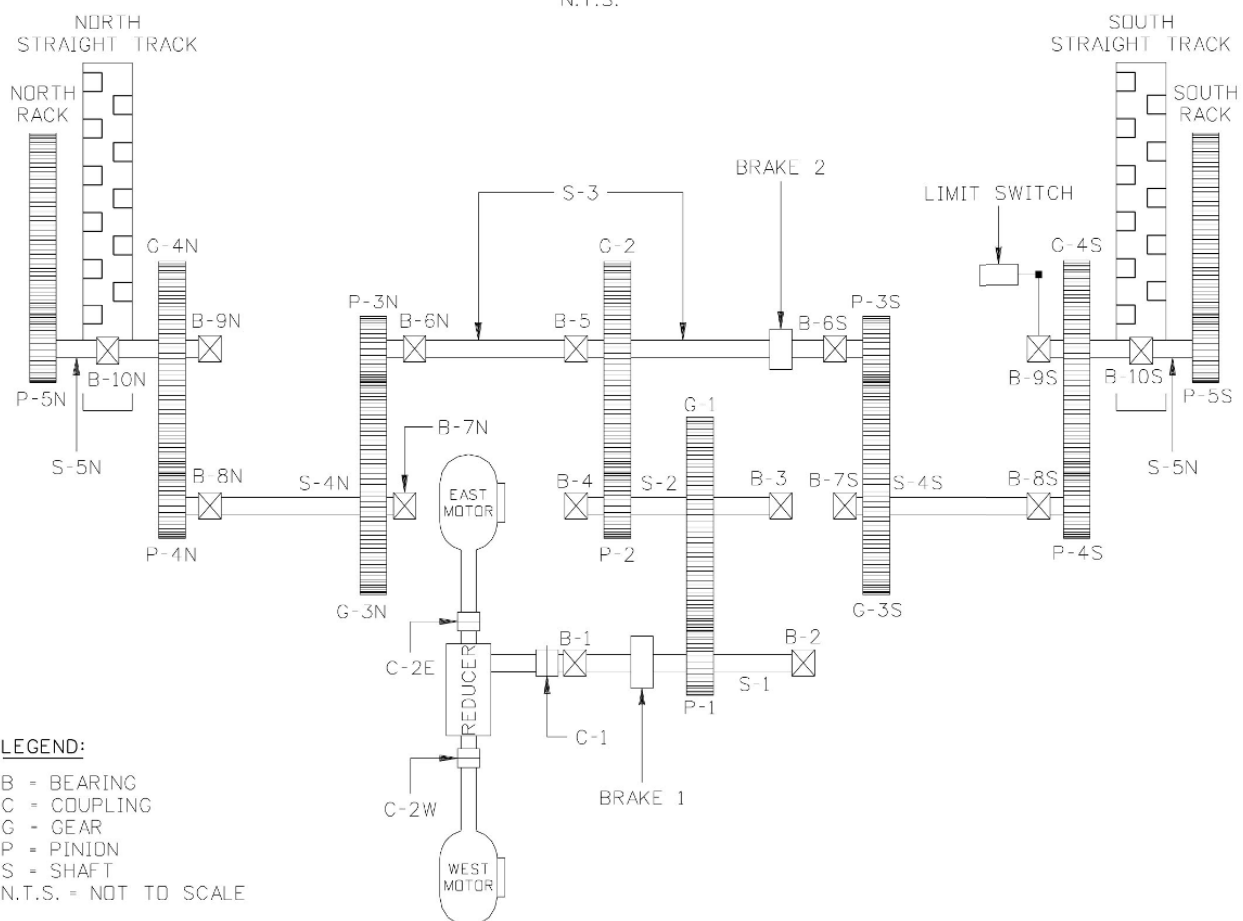 N.T.S.
NORTH
STRAIGHT TRACK
SOUTH
STRAIGHT TRACK
NORTH
RACK
SOUTH
RACK
BRAKE 2
S-3
LIMIT SWITCH
G-4N
G-2
G-4S
P-3N
B-6N
B-5
B-6S
P-3S
B-9N
B-10N
B-9S
B-10S
P-5N
P-5S
G-1
B-7N
S-5N
S-5N
B-8N
S-4N
EAST
MOTOR
B-4
S-2
B-3
B-7S
S-4S
B-8S
P-4N
P-2
P-4S
G-3N
G-3S
C-2E
REDUCER
B-1
B-2
S-1
P-1
C-1
C-2W
BRAKE 1
WEST
MOTOR
LEGEND:
B = BEARING
C = COUPLING
G = GEAR
P = PINION
S = SHAFT
N.T.S. = NOT TO SCALE